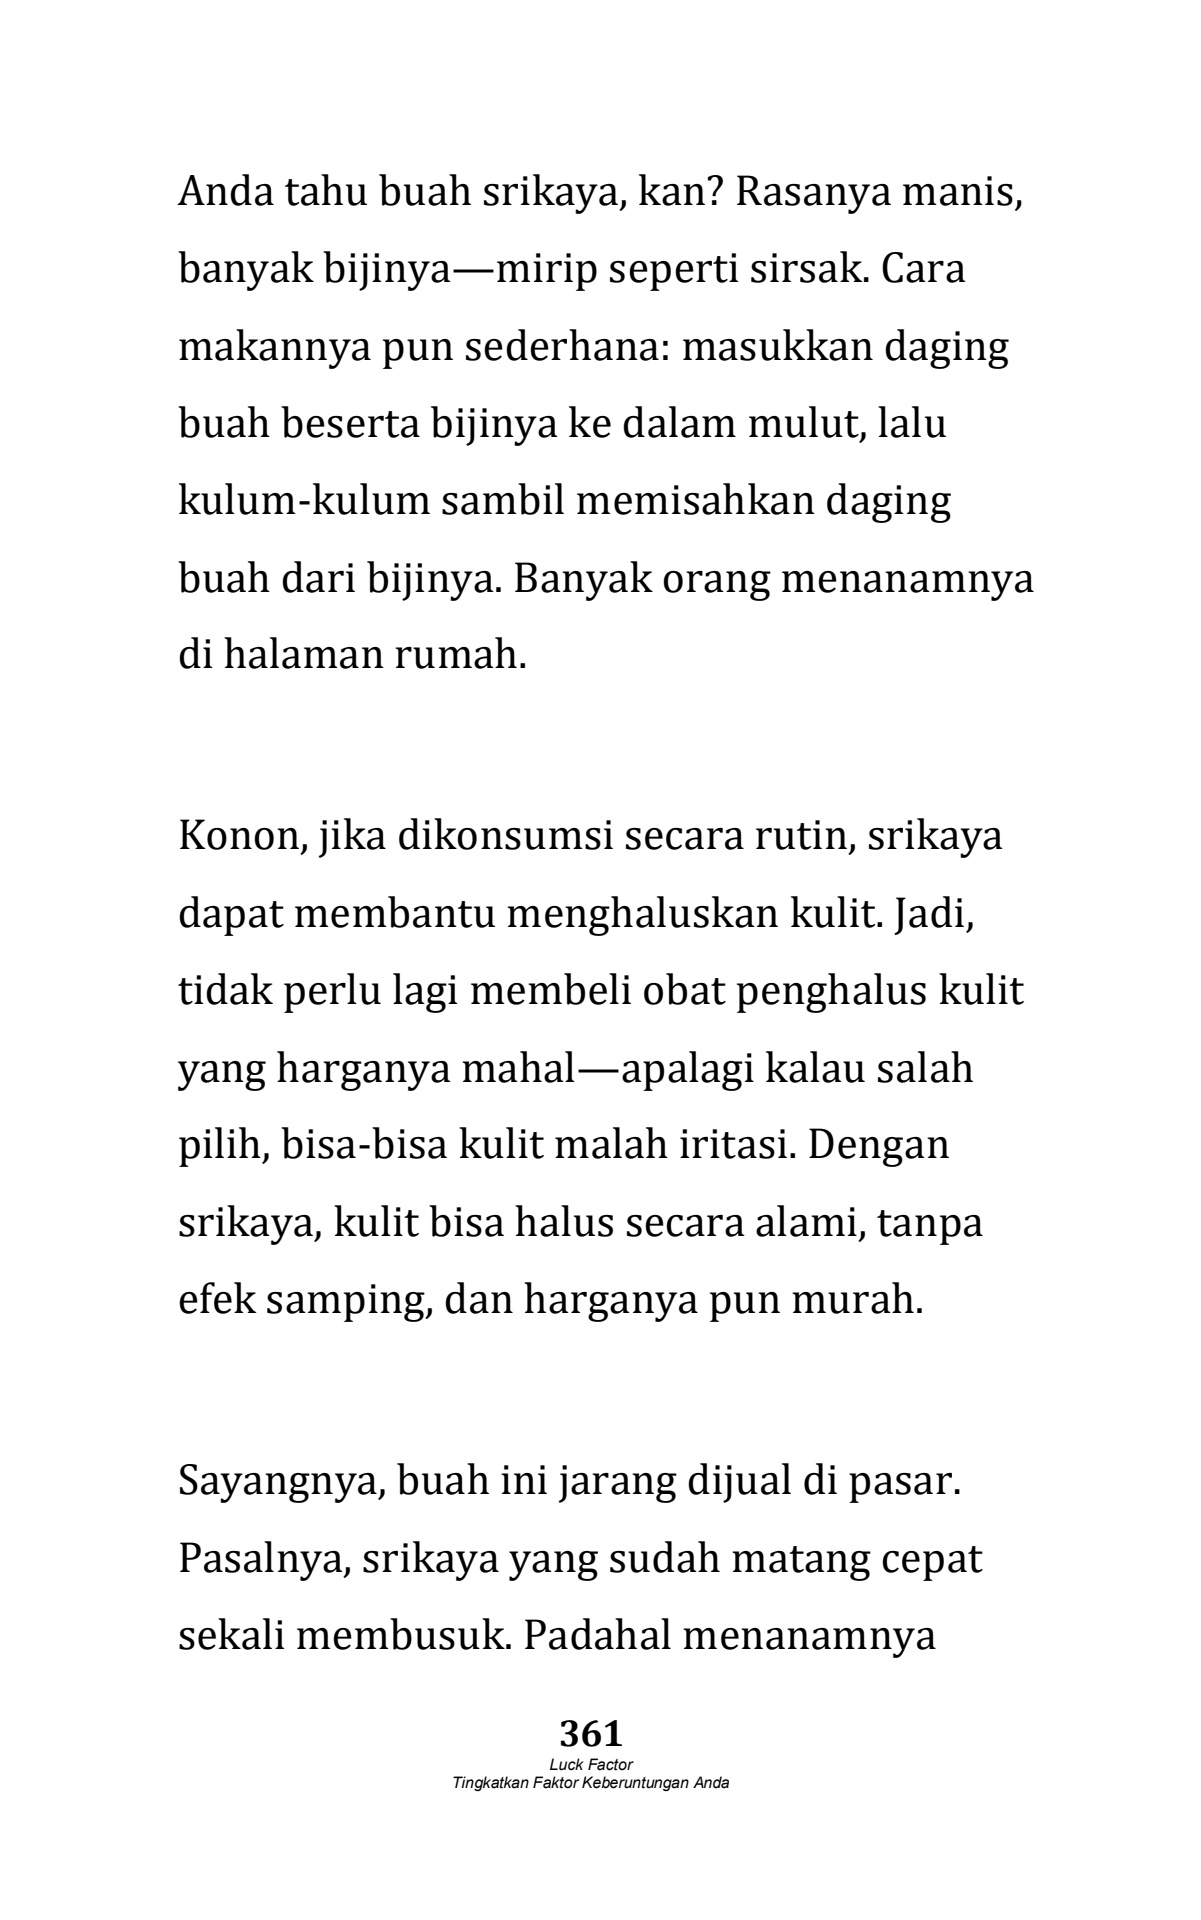 Anda tahu buah srikaya, kan? Rasanya manis,
banyak bijinya—mirip seperti sirsak. Cara
makannya pun sederhana: masukkan daging
buah beserta bijinya ke dalam mulut, lalu
kulum-kulum sambil memisahkan daging
buah dari bijinya. Banyak orang menanamnya
di halaman rumah.
Konon, jika dikonsumsi secara rutin, srikaya
dapat membantu menghaluskan kulit. Jadi,
tidak perlu lagi membeli obat penghalus kulit
yang harganya mahal—apalagi kalau salah
pilih, bisa-bisa kulit malah iritasi. Dengan
srikaya, kulit bisa halus secara alami, tanpa
efek samping, dan harganya pun murah.
Sayangnya, buah ini jarang dijual di pasar.
Pasalnya, srikaya yang sudah matang cepat
sekali membusuk. Padahal menanamnya
361
Luck Factor
Tingkatkan Faktor Keberuntungan Anda